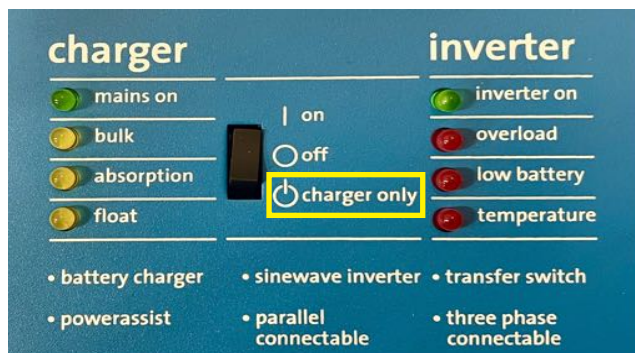 charger
mains on
bulk
absorption
float
on
off
charger only
inverter
inverter on
overload
low battery
temperature
• battery charger
• sinewave inverter
• transfer switch
• powerassist
• parallel
connectable
• three phase
connectable